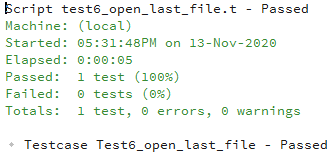 Script test6_open_last_file.t - Passed
Machine: (local)
Started: 05:31:48PM on 13-Nov-2020
Elapsed: 0:00:05
Passed: 1 test (100%)
Failed: 0 tests (0%)
Totals: 1 test, 0 errors, 0 warnings
Testcase Test6_open_last_file - Passed